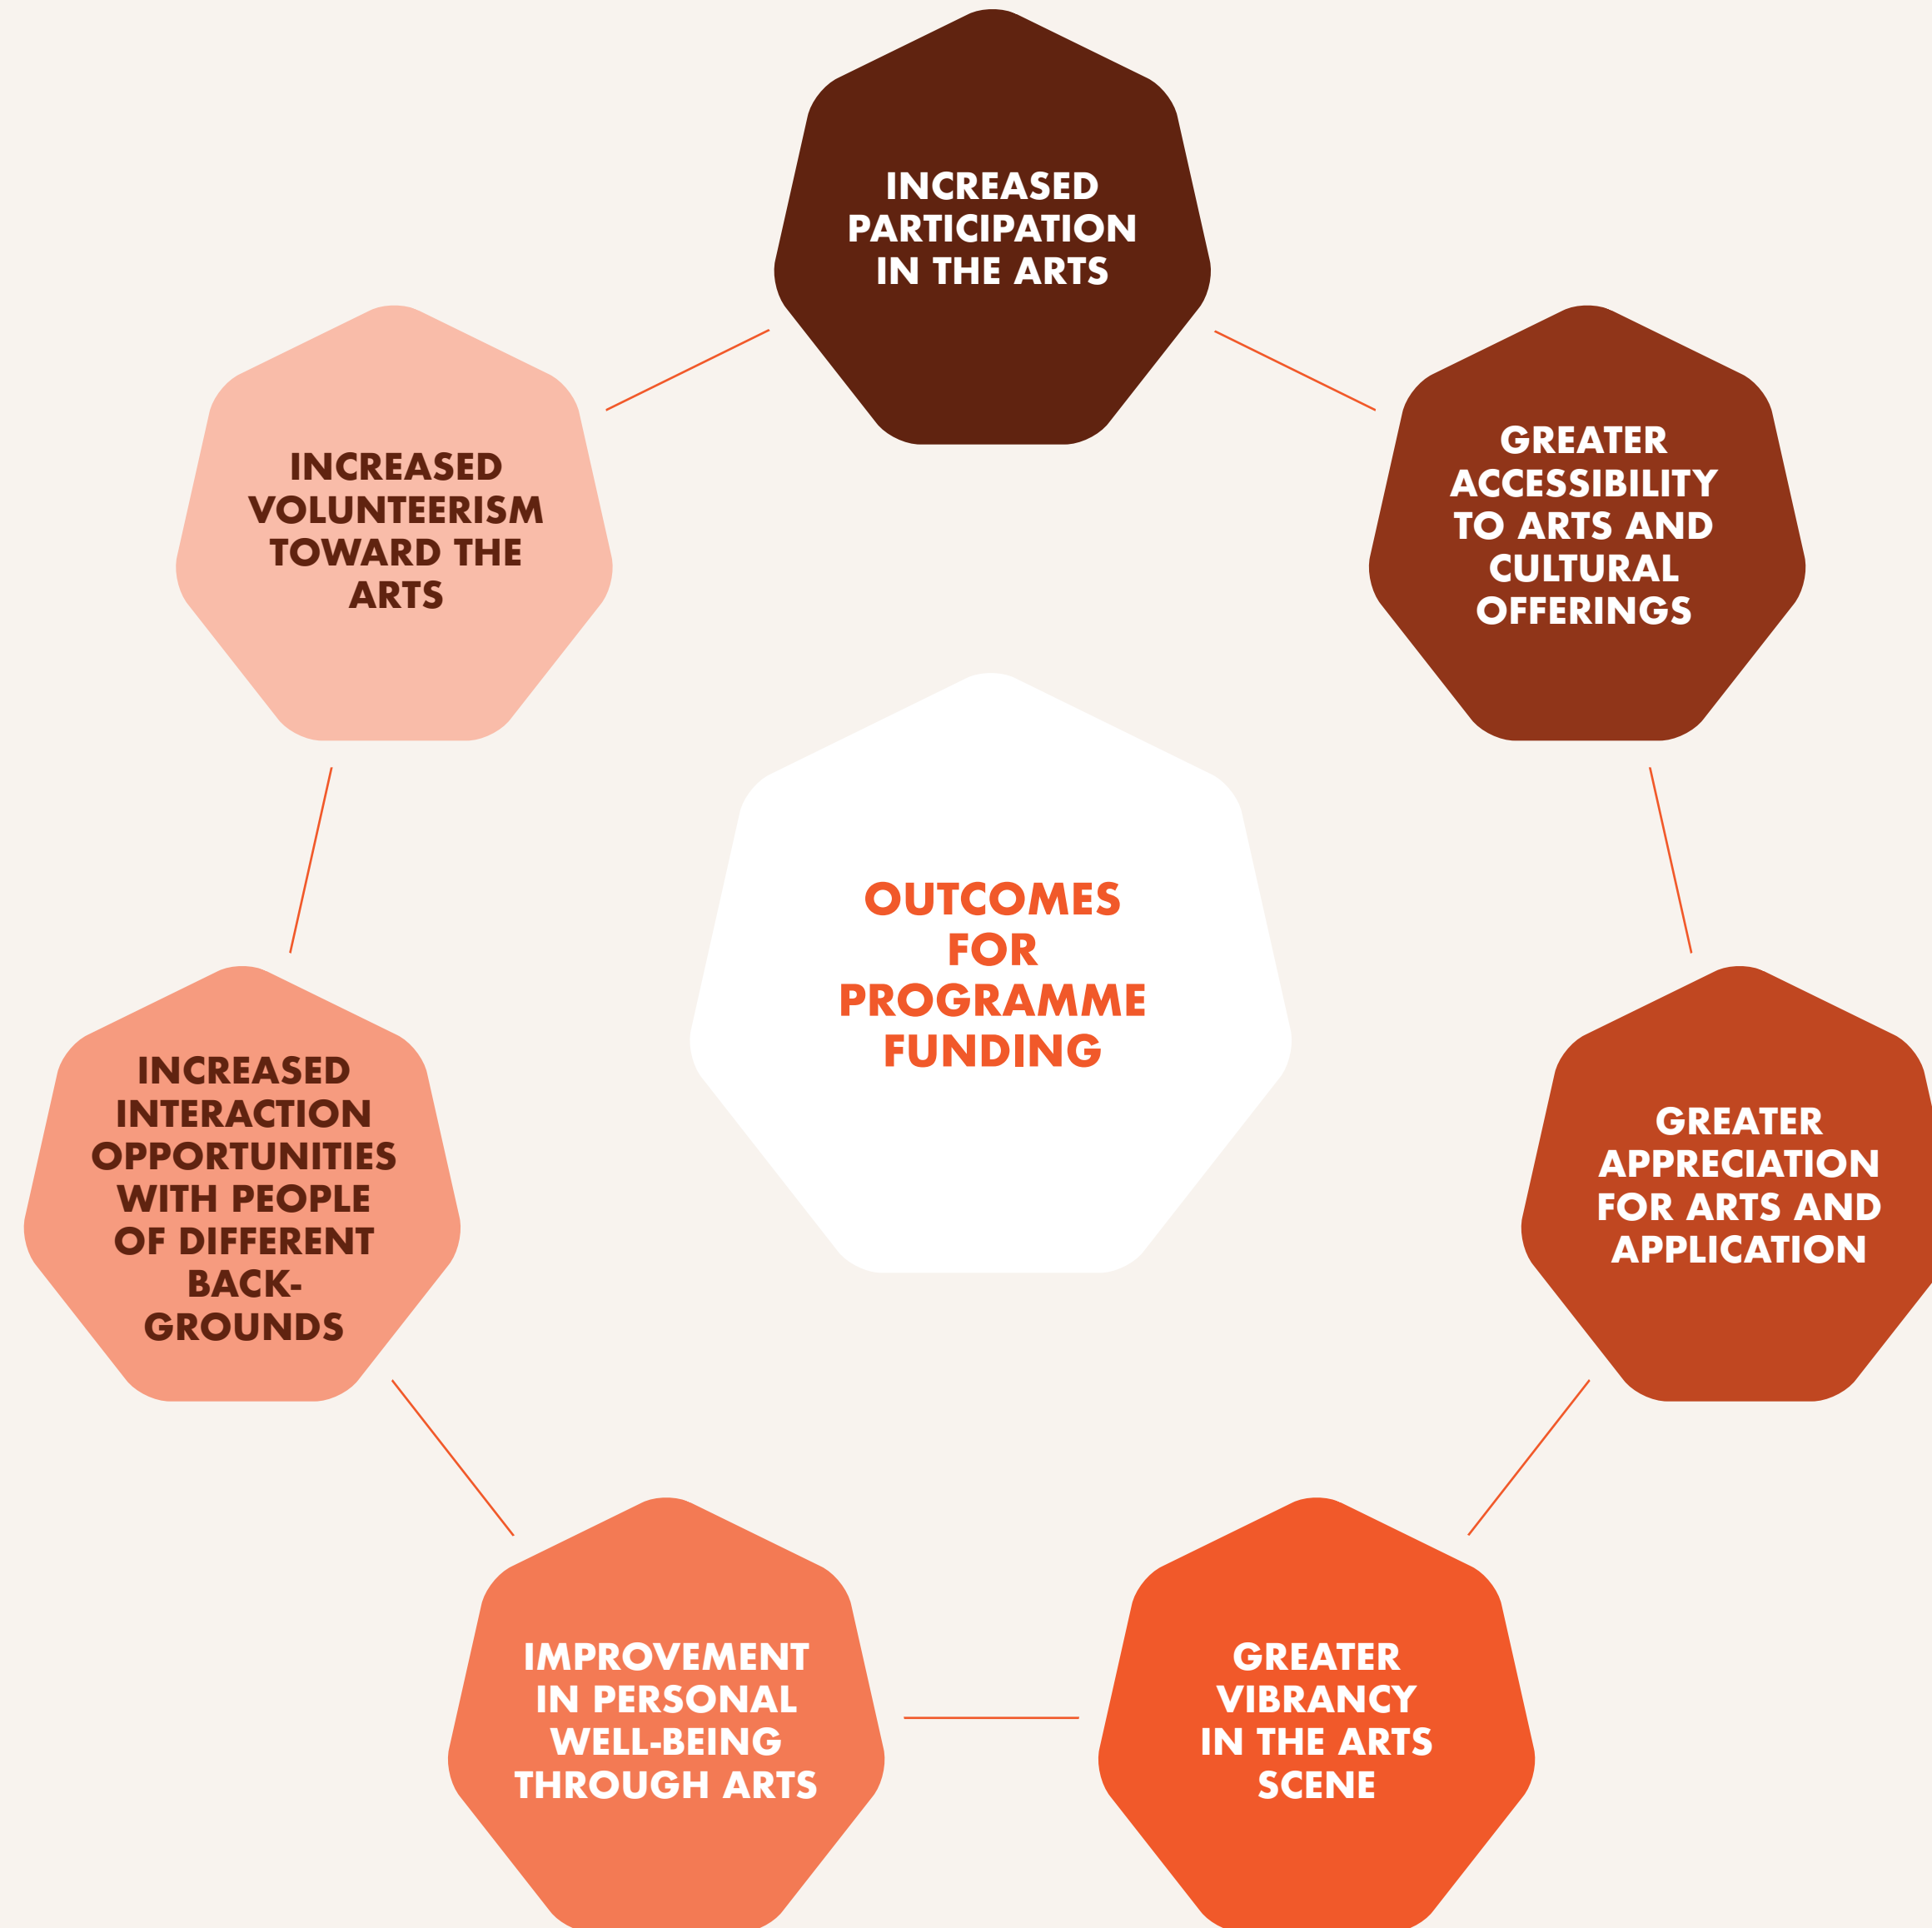 INCREASED
PARTICIPATION
IN THE ARTS
GREATER
ACCESSIBILITY
TO ARTS AND
CULTURAL
OFFERINGS
GREATER
APPRECIATION
FOR ARTS AND
APPLICATION
GREATER
VIBRANCY
IN THE ARTS
SCENE
IMPROVEMENT
IN PERSONAL
WELL-BEING
THROUGH ARTS
INCREASED
INTERACTION
OPPORTUNITIES
WITH PEOPLE
OF DIFFERENT
BACK-
GROUNDS
INCREASED
VOLUNTEERISM
TOWARD THE
ARTS
OUTCOMES
FOR
PROGRAMME
FUNDING